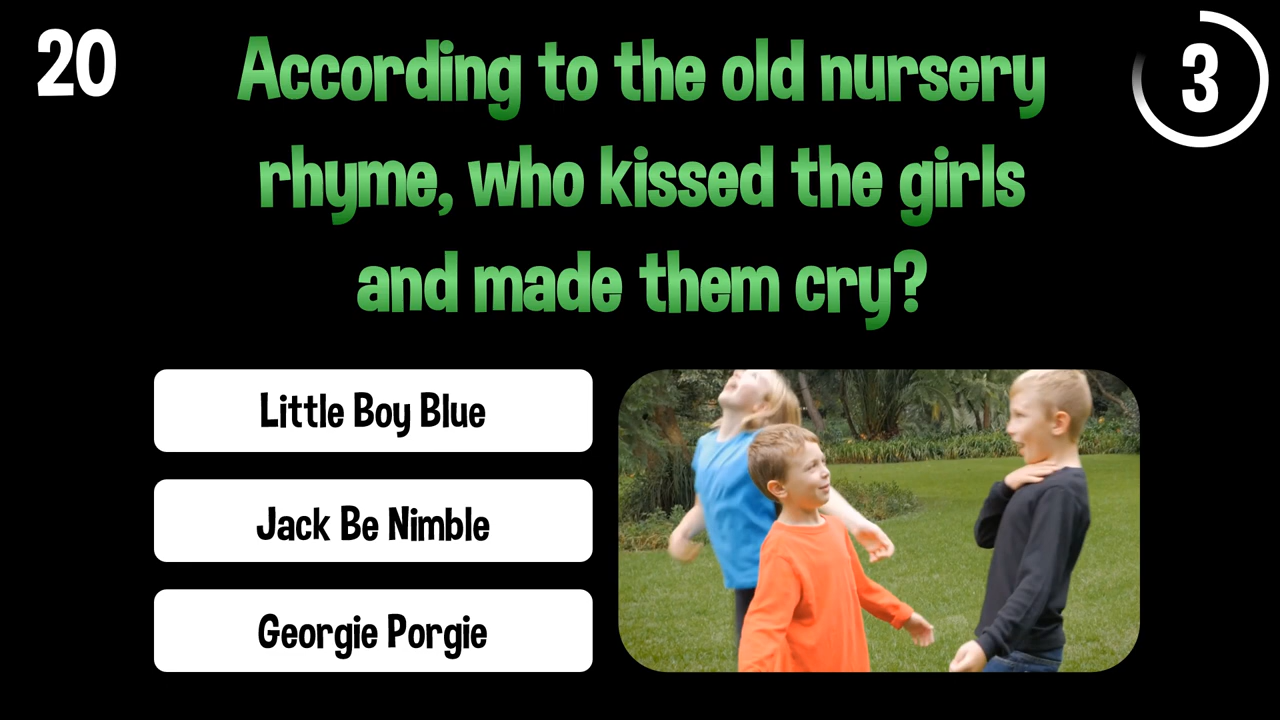 20
According to the old nursery
rhyme, who kissed the girls
and made them cry?
3
Little Boy Blue
Jack Be Nimble
Georgie Porgie